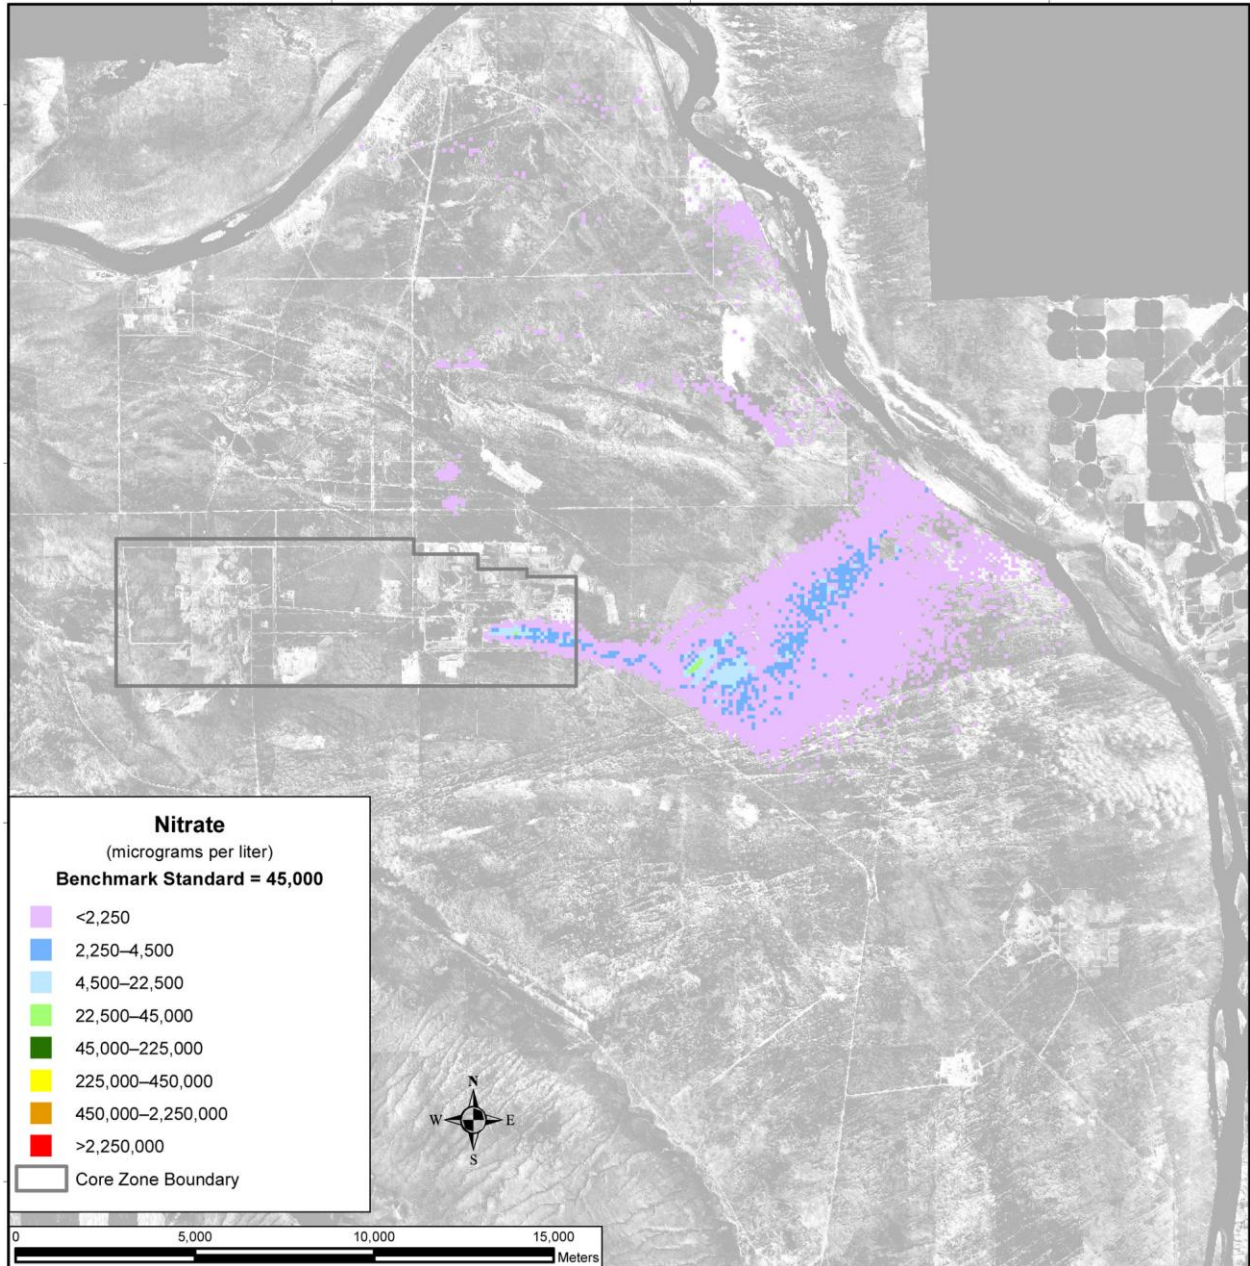 Nitrate
(micrograms per liter)
Benchmark Standard = 45,000
<2,250
2,250–4,500
4,500–22,500
22,500–45,000
45,000–225,000
225,000–450,000
450,000–2,250,000
>2,250,000
Core Zone Boundary
N
W E
S
0 5,000 10,000 15,000
Meters